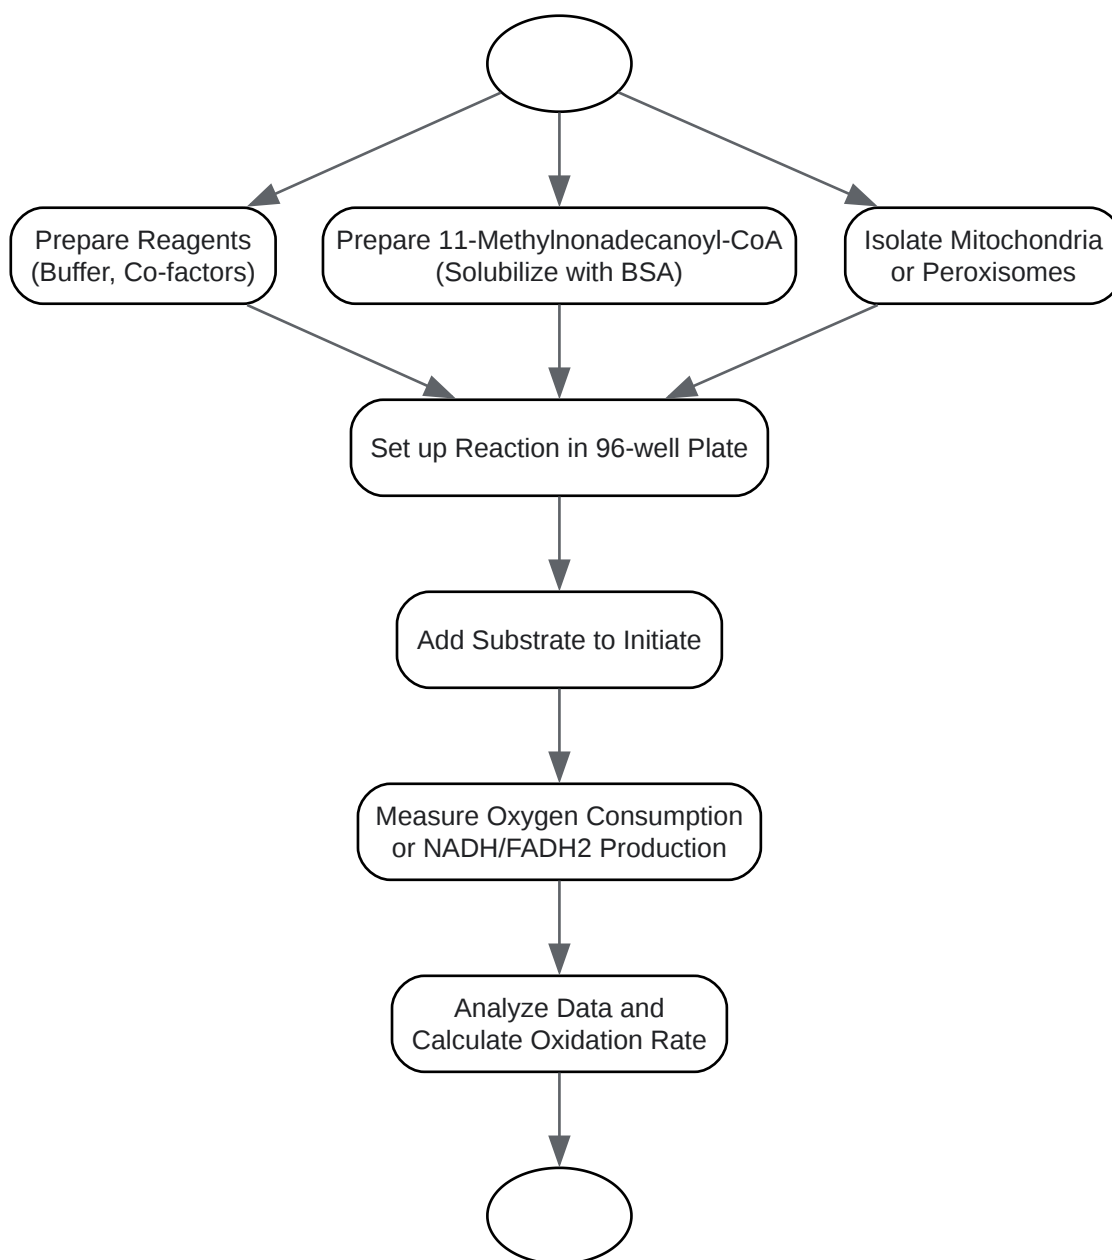 Prepare Reagents
(Buffer, Co-factors)
Prepare 11-Methylnonadecanoyl-CoA
(Solubilize with BSA)
Isolate Mitochondria
or Peroxisomes
Set up Reaction in 96-well Plate
Add Substrate to Initiate
Measure Oxygen Consumption
or NADH/FADH2 Production
Analyze Data and
Calculate Oxidation Rate